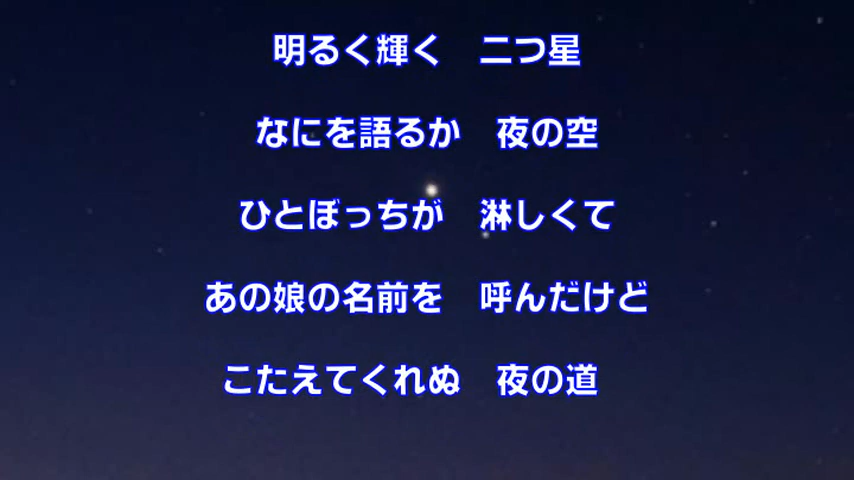 明るく輝く　二つ星
なにを語るか　夜の空
ひとぼっちが　淋しくて
あの娘の名前を　呼んだけど
こたえてくれぬ　夜の道